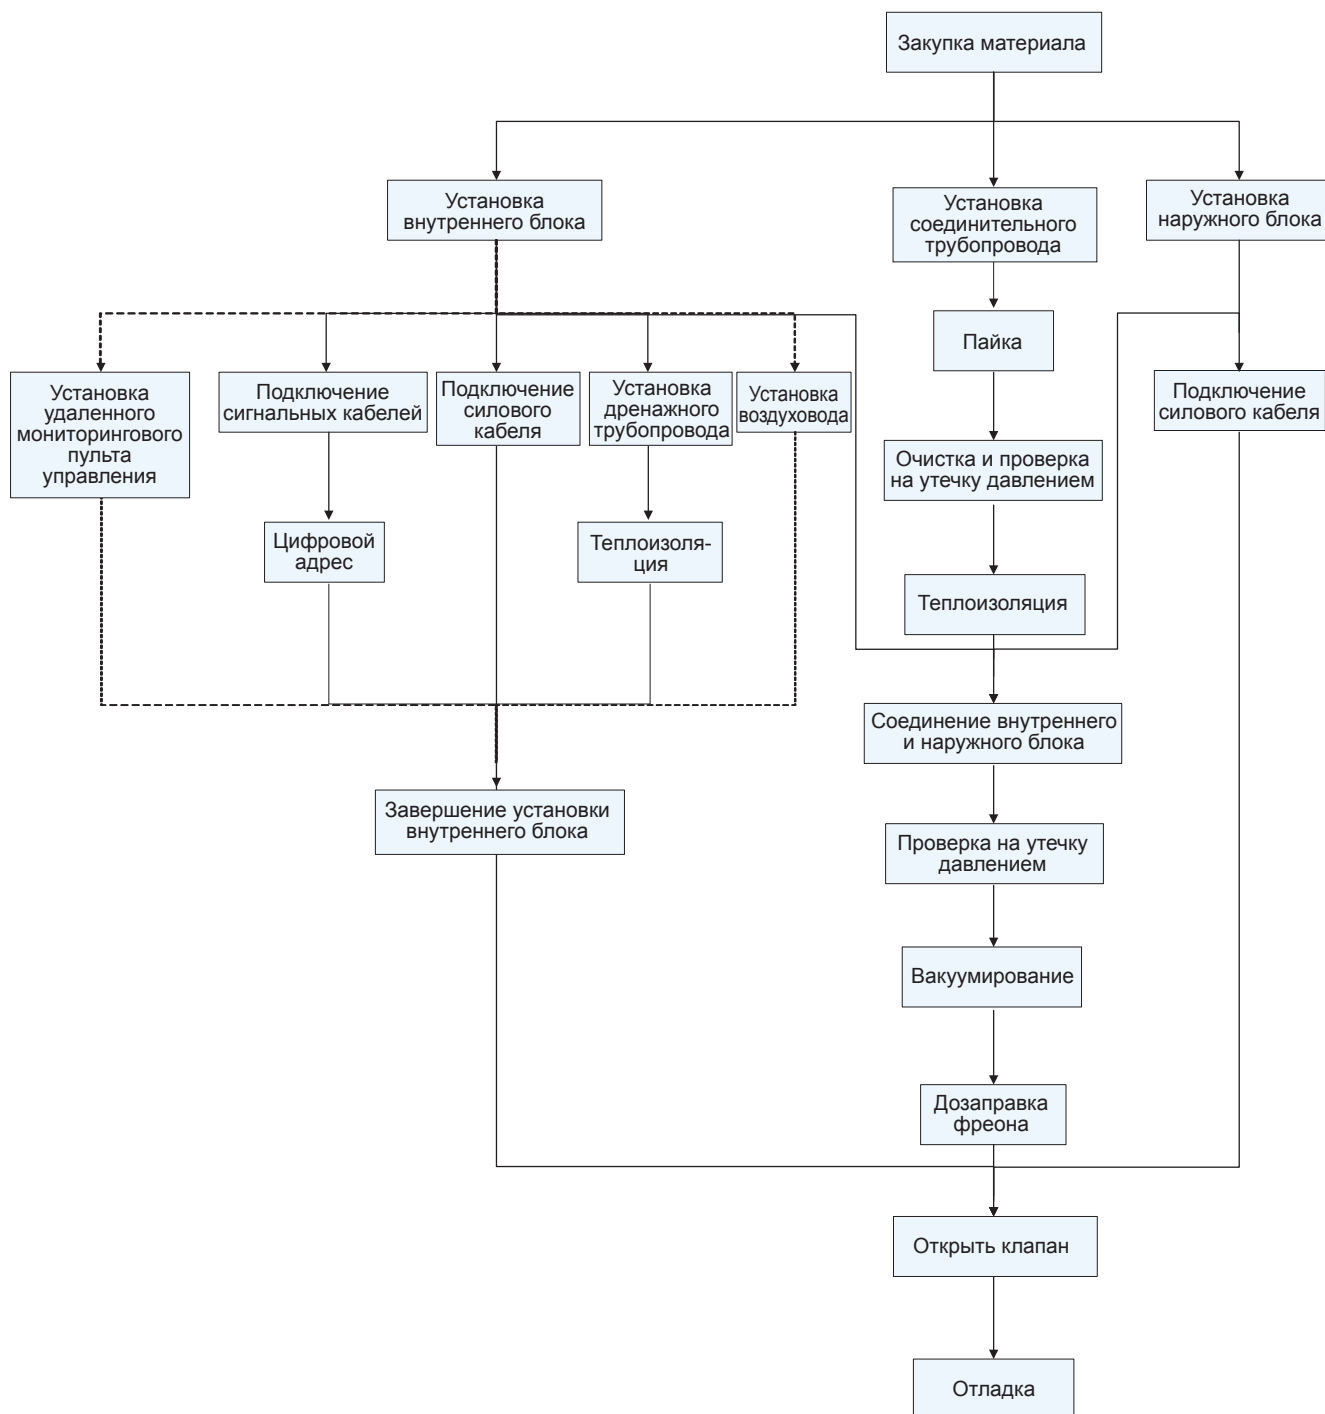 Закупка материала
Установка
внутреннего блока
Установка
соединительного
трубопровода
Установка
наружного блока
Пайка
Установка
удаленного
мониторингового
пульта
управления
Подключение
сигнальных кабелей
Подключение
силового
кабеля
Установка
дренажного
трубопровода
Установка
воздуховода
Подключение
силового кабеля
Очистка и проверка
на утечку давлением
Цифровой
адрес
Теплоизоля-
ция
Теплоизоляция
Соединение внутреннего
и наружного блока
Завершение установки
внутреннего блока
Проверка на утечку
давлением
Вакуумирование
Дозаправка
фреона
Открыть клапан
Отладка